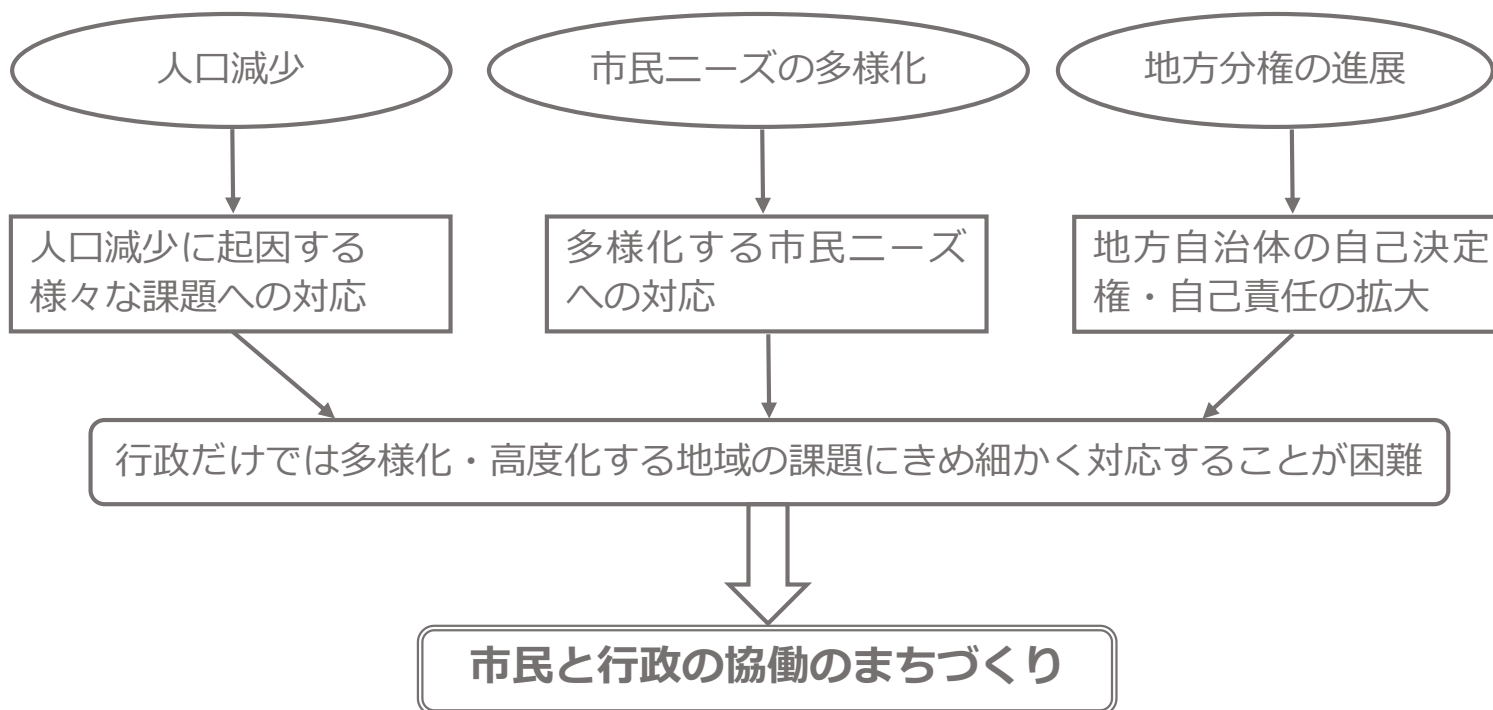 人口減少
市民ニーズの多様化
地方分権の進展
人口減少に起因する
様々な課題への対応
多様化する市民ニーズ
への対応
地方自治体の自己決定
権・自己責任の拡大
行政だけでは多様化・高度化する地域の課題にきめ細かく対応することが困難
市民と行政の協働のまちづくり